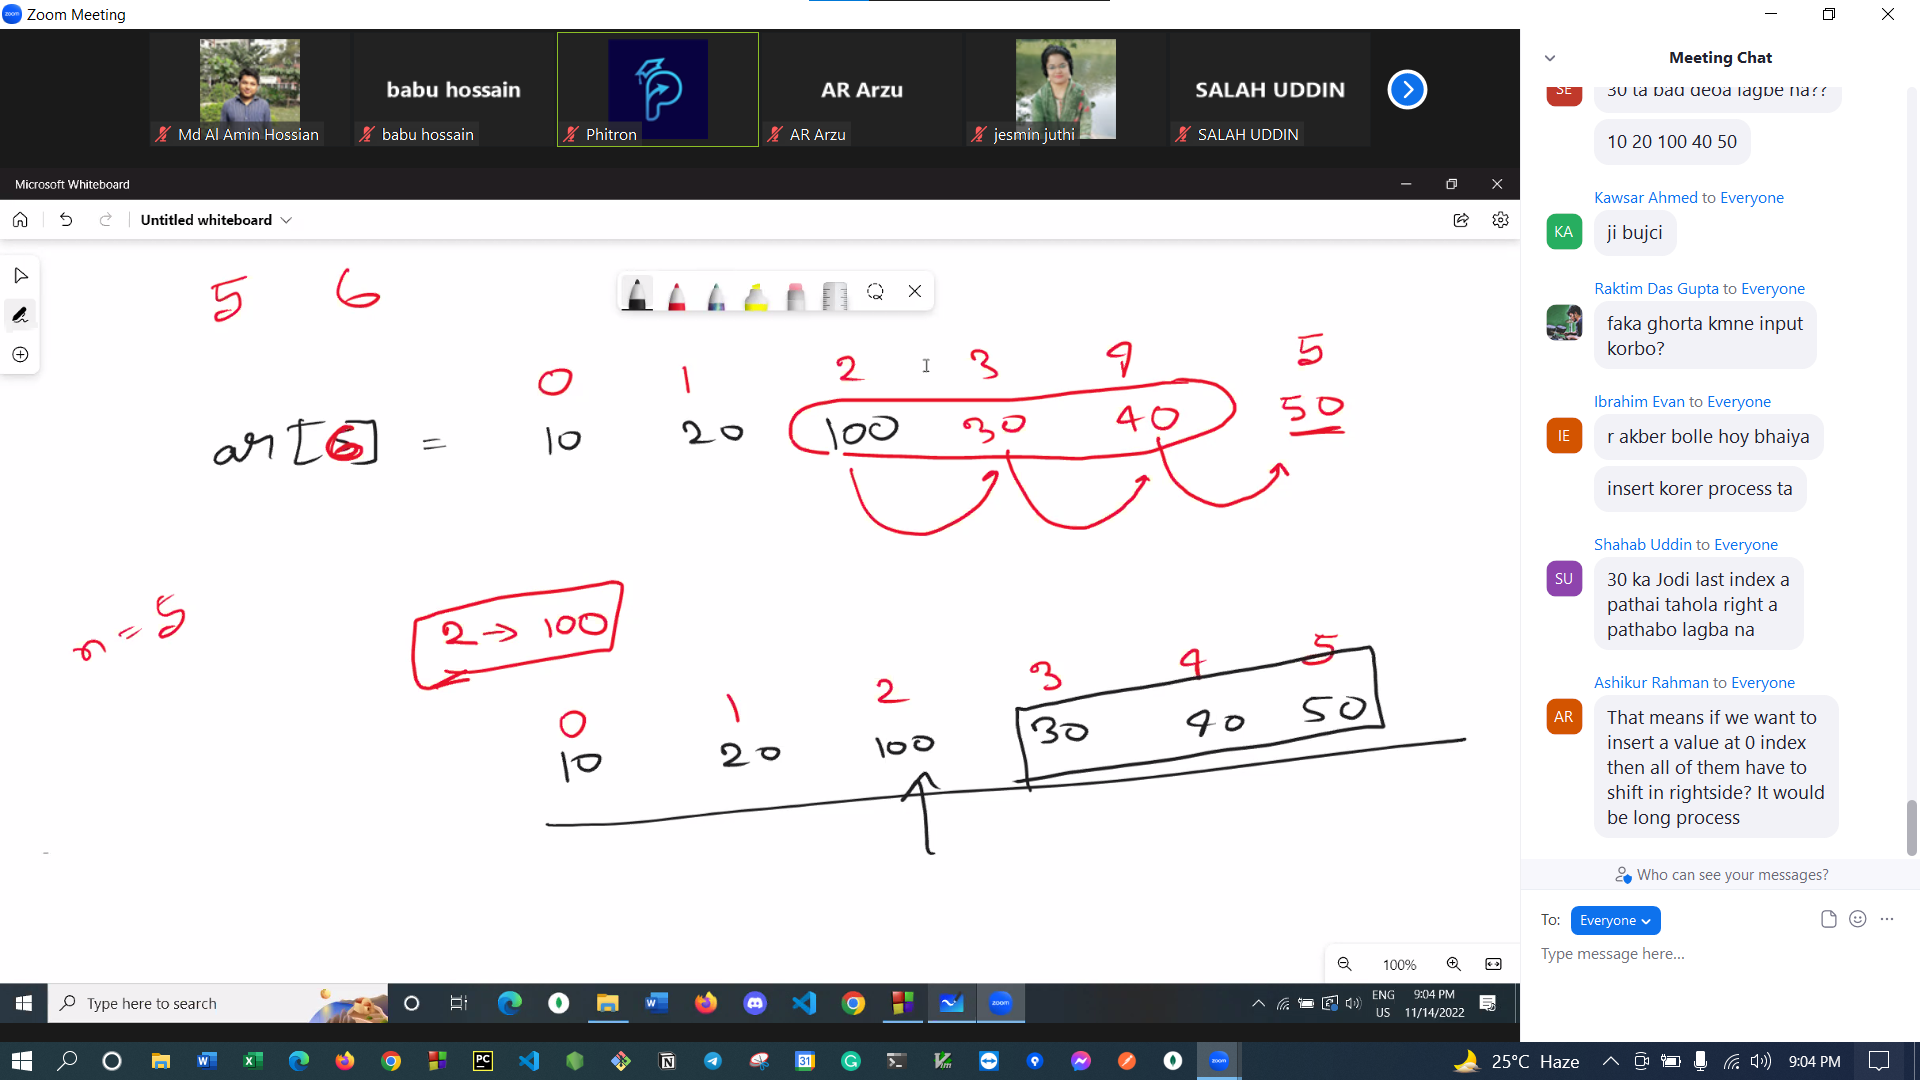 Zoom Meeting
babu hossain
AR Arzu
SALAH UDDIN
Md Al Amin Hossian
babu hossain
Phitron
AR Arzu
jesmin juthi
SALAH UDDIN
Microsoft Whiteboard
Untitled whiteboard
5 6
0 1 2 3 4 5
ar[6] = 10 20 100 30 40 50
n = 5
2 → 100
0 1 2 3 4 5
10 20 100 30 40 50
100%
Type here to search
ENG
US
9:04 PM
11/14/2022
Meeting Chat
SE
30 ta bad deoa lagbe na??
10 20 100 40 50
Kawsar Ahmed to Everyone
KA
ji bujci
Raktim Das Gupta to Everyone
faka ghorta kmne input
korbo?
Ibrahim Evan to Everyone
IE
r akber bolle hoy bhaiya
insert korer process ta
Shahab Uddin to Everyone
SU
30 ka Jodi last index a
pathai tahola right a
pathabo lagba na
Ashikur Rahman to Everyone
AR
That means if we want to
insert a value at 0 index
then all of them have to
shift in rightside? It would
be long process
Who can see your messages?
To: Everyone
Type message here...
25°C Haze
9:04 PM